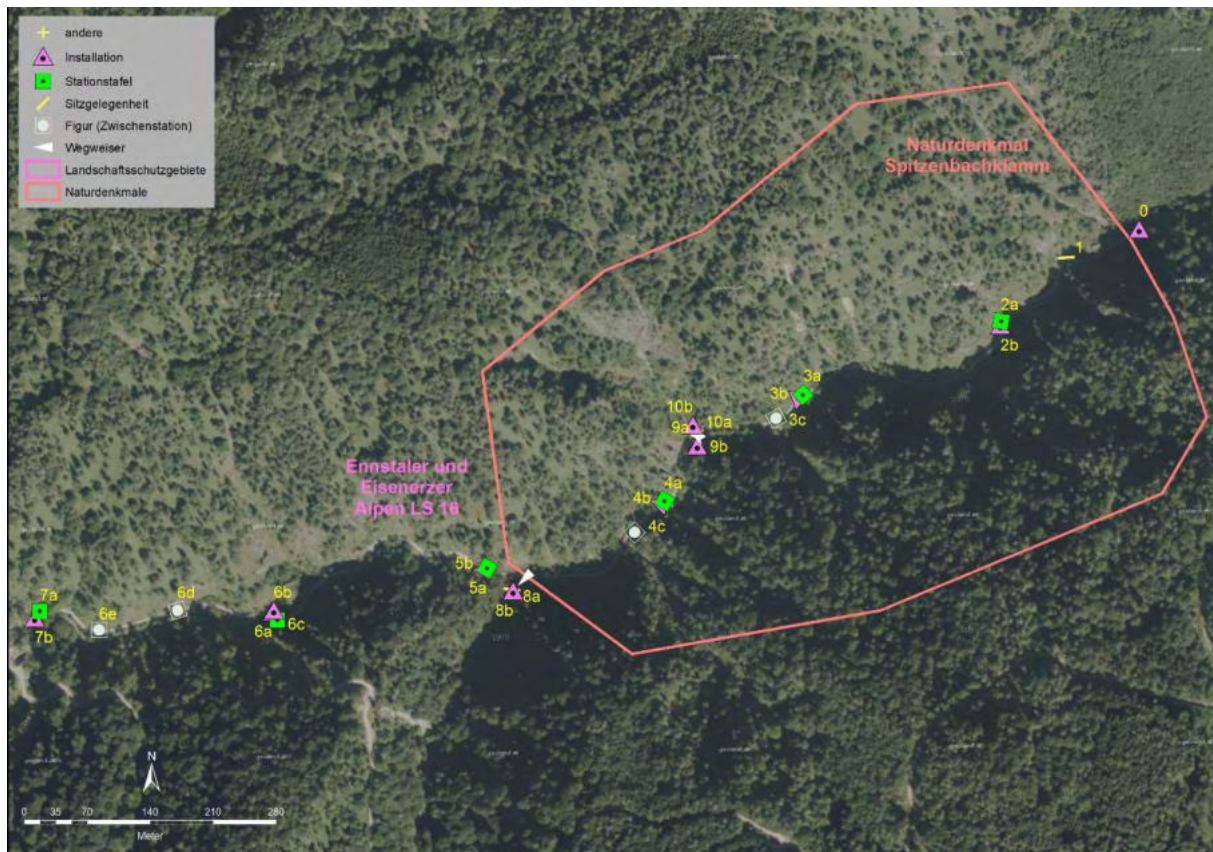 andere
Installation
Stationstafel
Sitzgelegenheit
Figur (Zwischenstation)
Wegweiser
Landschaftsschutzgebiete
Naturdenkmale
Naturdenkmal
Spitzenbachklamm
0
1
2a
2b
3a
3b
3c
10b
10a
9a
9b
Ennstaler und
Eisenerzer
Alpen LS 16
4a
4b
4c
5b
5a
8a
8b
6d
6b
7a
6e
6a
6c
7b
N
0 35 70 140 210 280
Meter